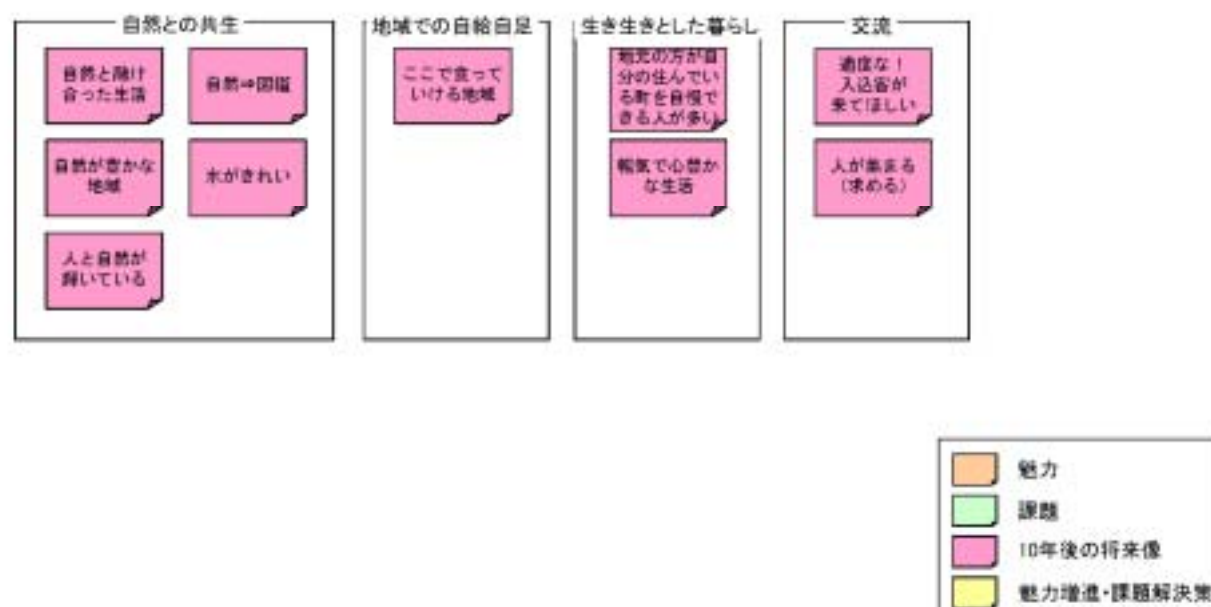 自然との共生
自然と融け
合った生活
自然⇒図鑑
自然が豊かな
地域
水がきれい
人と自然が
輝いている
地域での自給自足
ここで食って
いける地域
生き生きとした暮らし
地元の方が自
分の住んでい
る町を自慢で
きる人が多い
で心豊か
な生活
交流
適度な！
入込客が
来てほしい
人が集まる
（求める）
魅力
課題
10年後の将来像
魅力増進・課題解決策